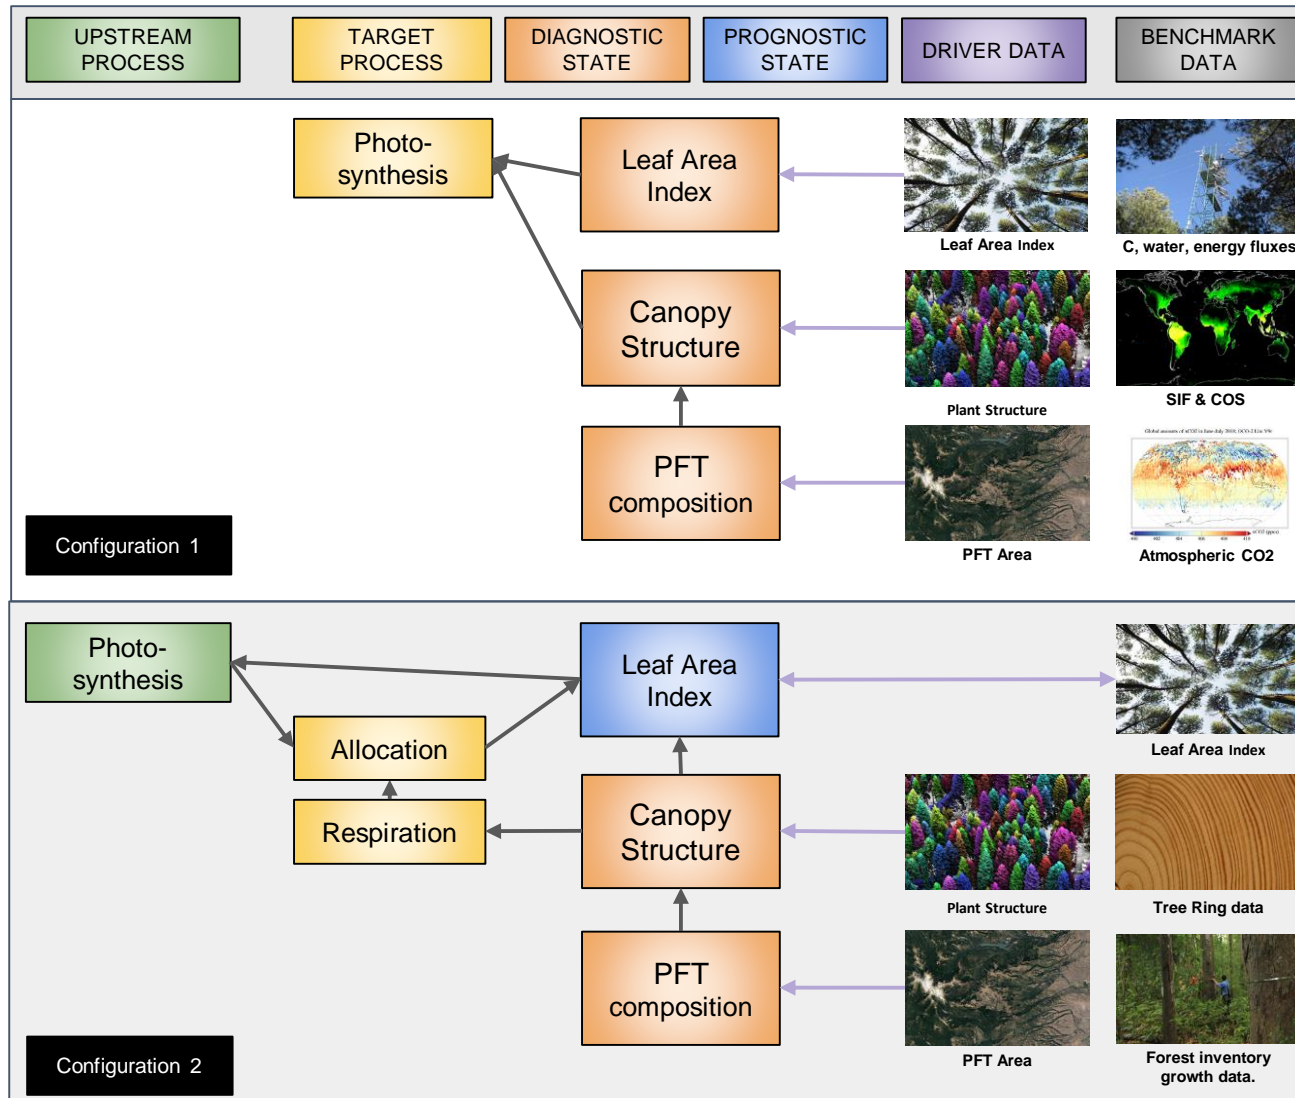 UPSTREAM
PROCESS
TARGET
PROCESS
DIAGNOSTIC
STATE
PROGNOSTIC
STATE
DRIVER DATA
BENCHMARK
DATA
Photo-
synthesis
Leaf Area
Index
Leaf Area Index
C, water, energy fluxes
Canopy
Structure
Plant Structure
SIF & COS
PFT
composition
PFT Area
Atmospheric CO2
Configuration 1
Photo-
synthesis
Leaf Area
Index
Leaf Area Index
Allocation
Respiration
Canopy
Structure
Plant Structure
Tree Ring data
PFT
composition
PFT Area
Forest inventory
growth data.
Configuration 2